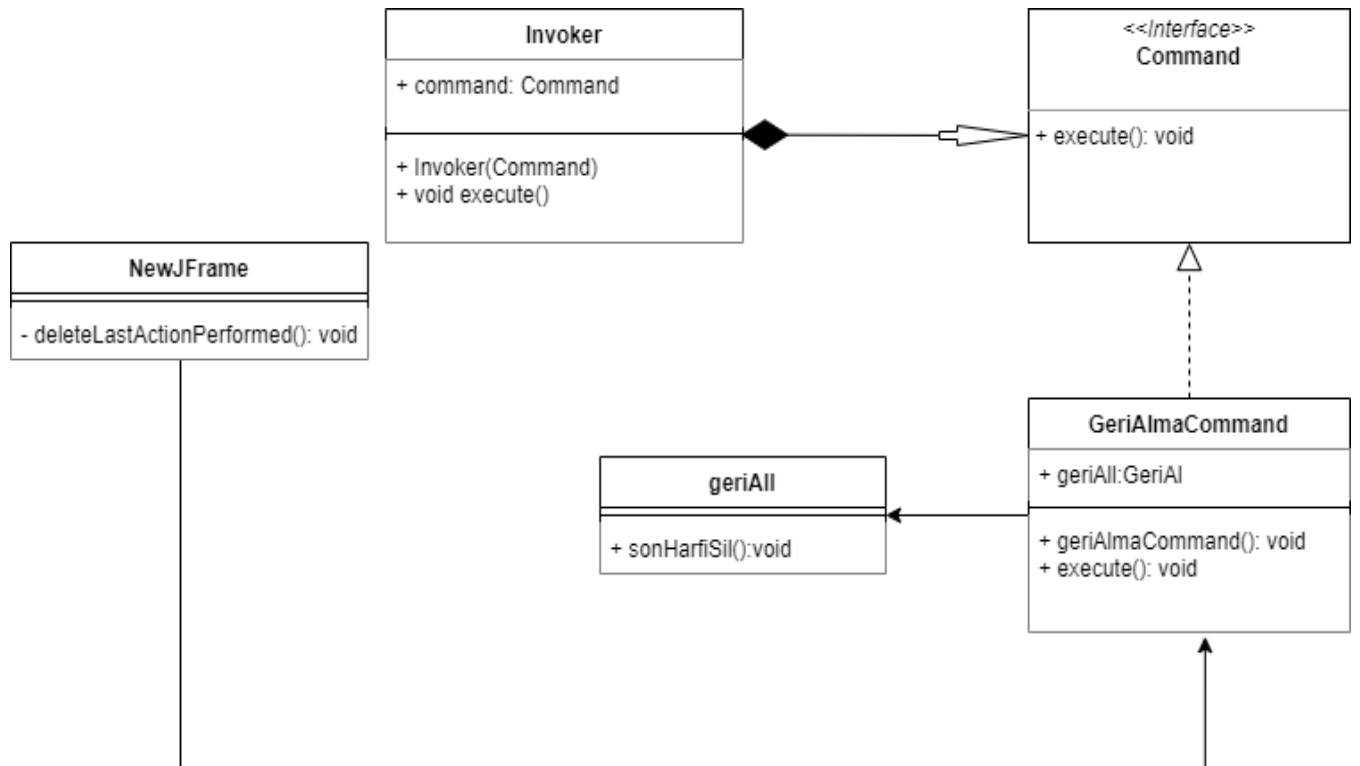 Invoker
+ command: Command
+ Invoker(Command)
+ void execute()
<<Interface>>
Command
+ execute(): void
NewJFrame
- deleteLastActionPerformed(): void
geriAll
+ sonHarfiSil():void
GeriAlmaCommand
+ geriAll:GeriAl
+ geriAlmaCommand(): void
+ execute(): void